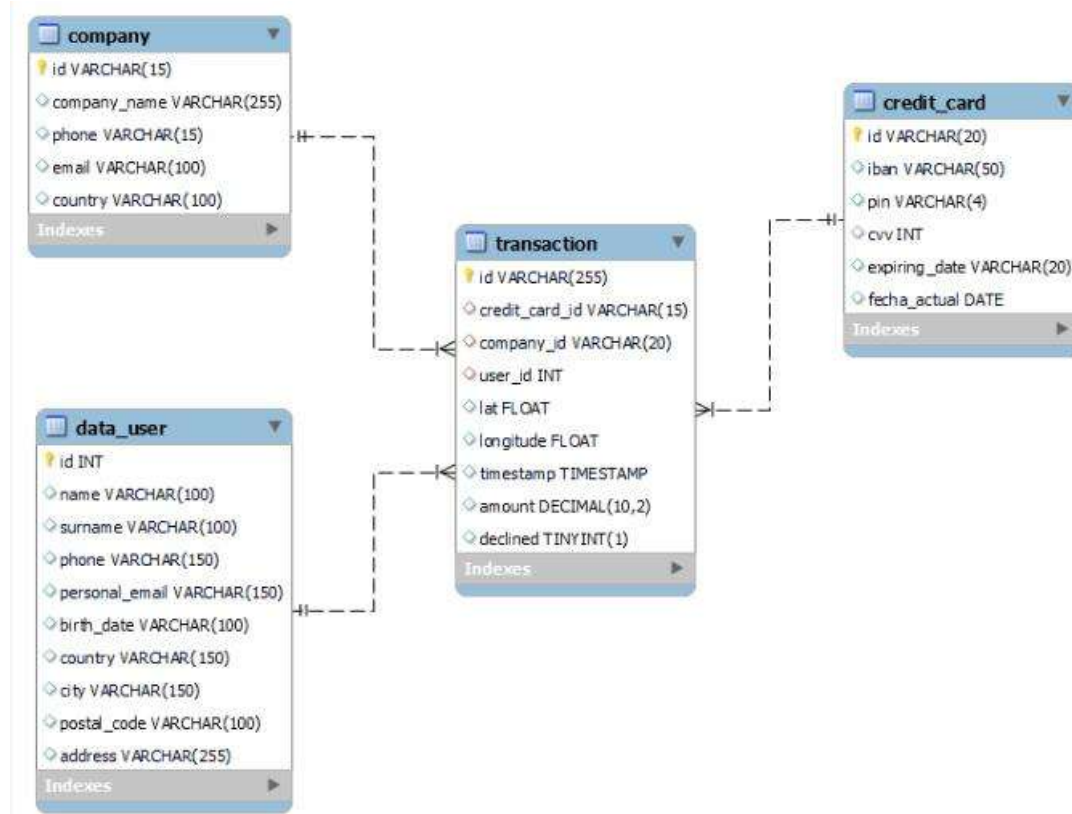 company
id VARCHAR(15)
company_name VARCHAR(255)
phone VARCHAR(15)
email VARCHAR(100)
country VARCHAR(100)
Indexes
credit_card
id VARCHAR(20)
iban VARCHAR(50)
pin VARCHAR(4)
cvv INT
expiring_date VARCHAR(20)
fecha_actual DATE
Indexes
transaction
id VARCHAR(255)
credit_card_id VARCHAR(15)
company_id VARCHAR(20)
user_id INT
lat FLOAT
longitude FLOAT
timestamp TIMESTAMP
amount DECIMAL(10,2)
declined TINYINT(1)
Indexes
data_user
id INT
name VARCHAR(100)
surname VARCHAR(100)
phone VARCHAR(150)
personal_email VARCHAR(150)
birth_date VARCHAR(100)
country VARCHAR(150)
city VARCHAR(150)
postal_code VARCHAR(100)
address VARCHAR(255)
Indexes